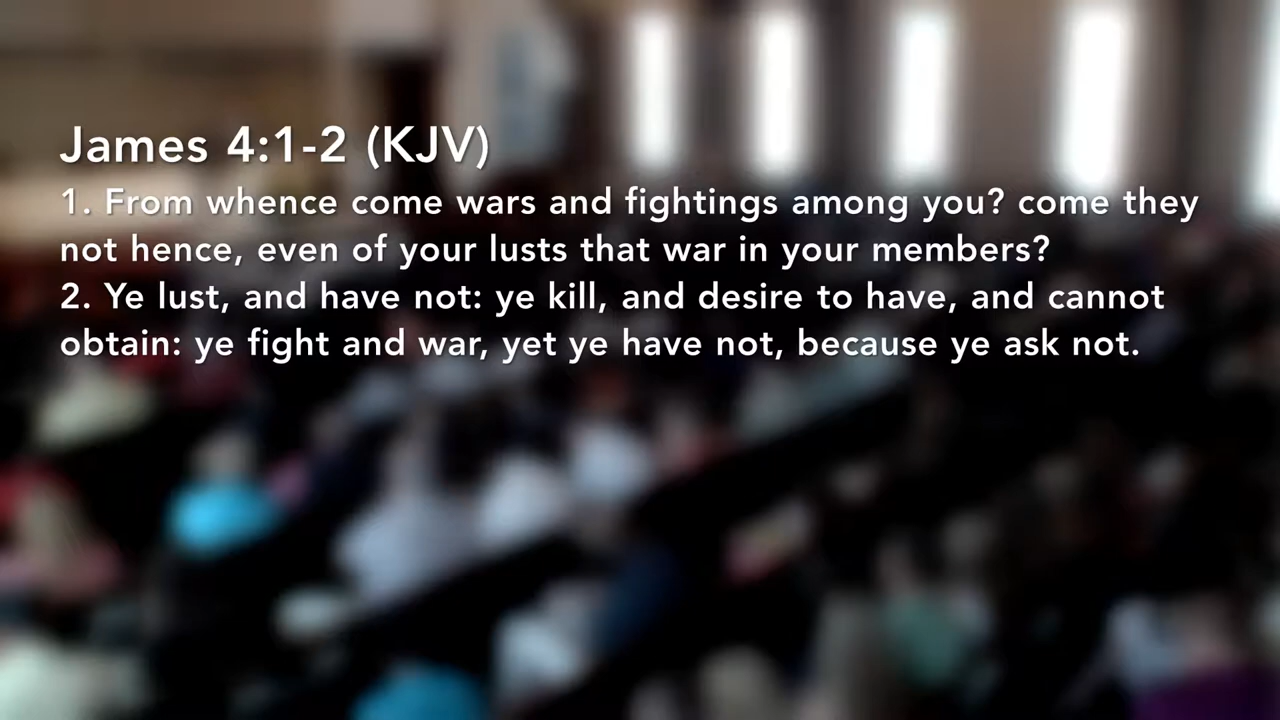 James 4:1-2 (KJV)
1. From whence come wars and fightings among you? come they
not hence, even of your lusts that war in your members?
2. Ye lust, and have not: ye kill, and desire to have, and cannot
obtain: ye fight and war, yet ye have not, because ye ask not.